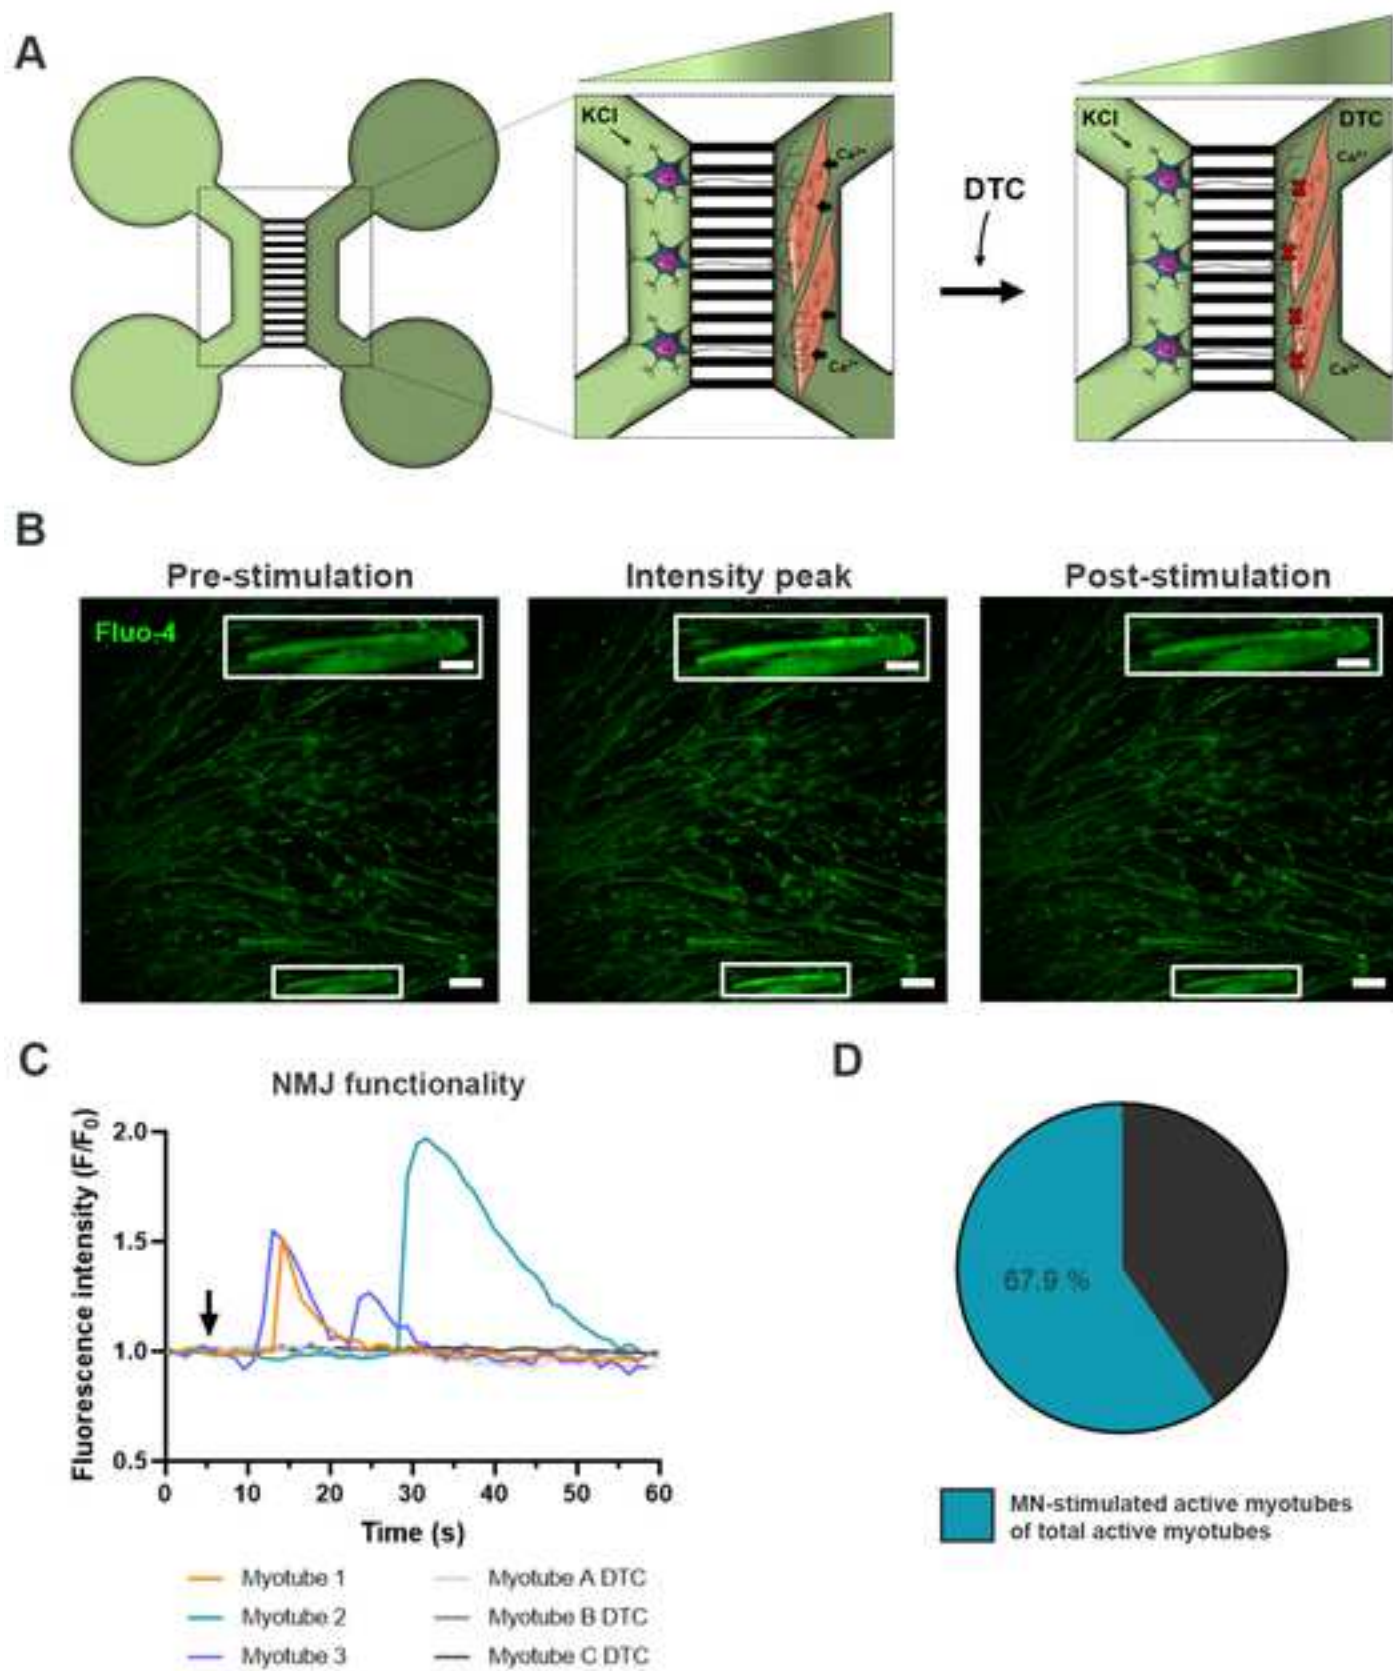 A
KCl
Ca²⁺
Ca²⁺
DTC
KCl
DTC
Ca²⁺
Ca²⁺
B
Pre-stimulation
Intensity peak
Post-stimulation
Fluo-4
C
NMJ functionality
Fluorescence intensity (F/F₀)
2.0
1.5
1.0
0.5
0 10 20 30 40 50 60
Time (s)
Myotube 1
Myotube 2
Myotube 3
Myotube A DTC
Myotube B DTC
Myotube C DTC
D
67.9 %
MN-stimulated active myotubes
of total active myotubes